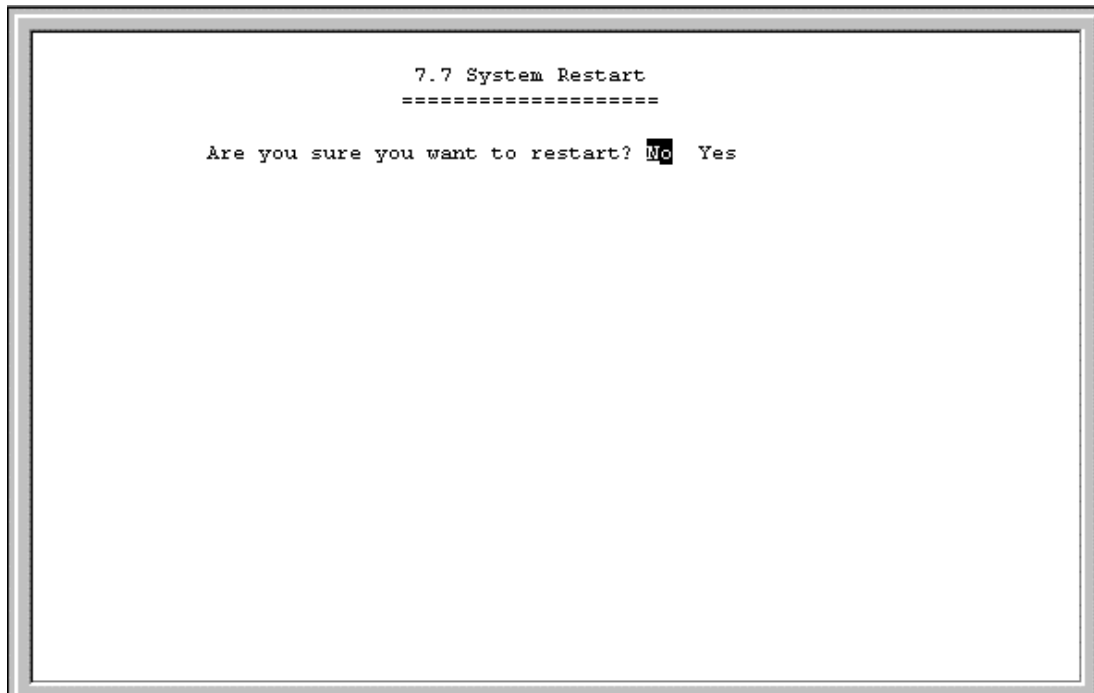 7.7 System Restart
====================
Are you sure you want to restart? No Yes